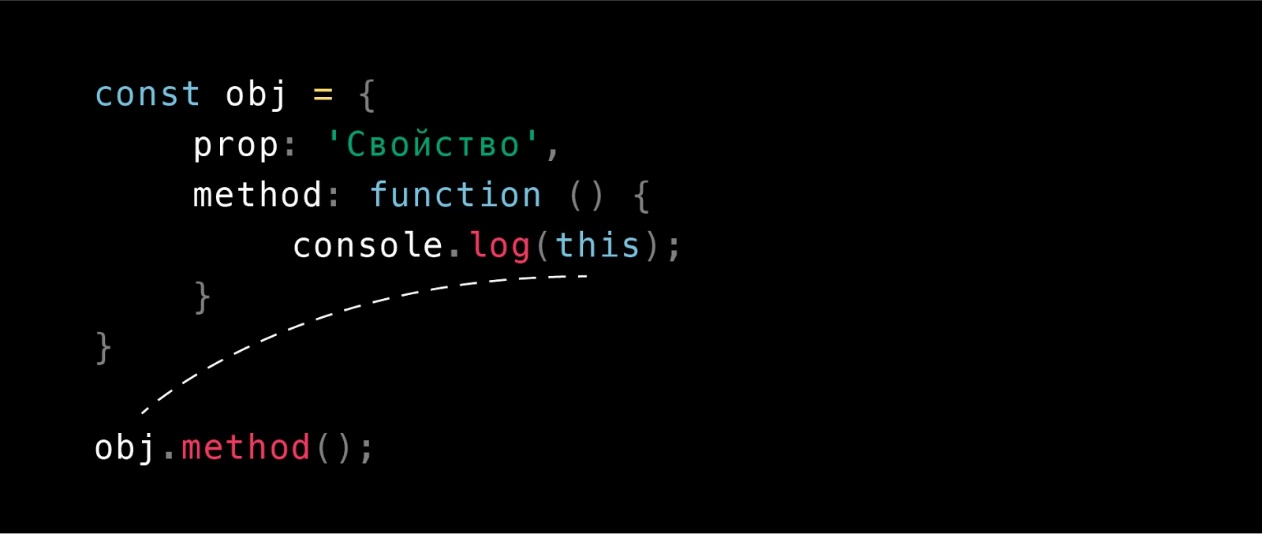 const obj = {
prop: 'Свойство',
method: function () {
console.log(this);
}
}
obj.method();